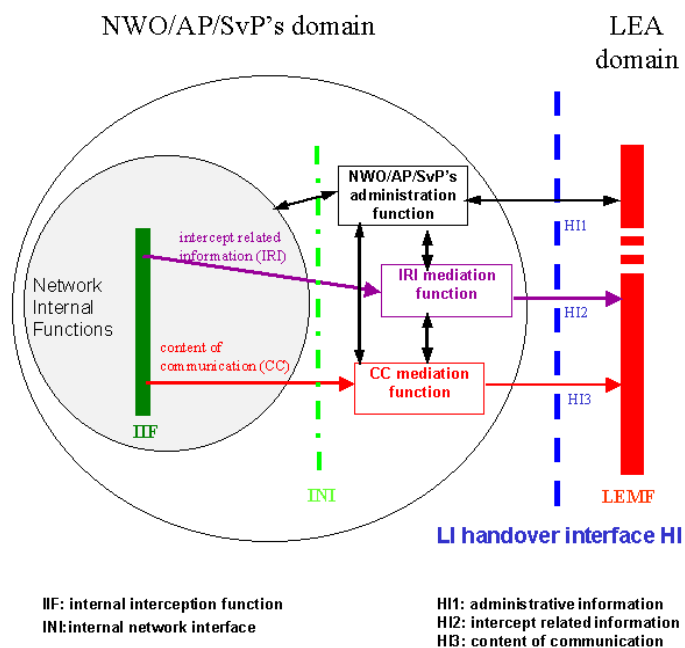 NWO/AP/SvP's domain
LEA
domain
NWO/AP/SvP's
administration
function
HI1
intercept related
information (IRI)
IRI mediation
function
HI2
Network
Internal
Functions
content of
communication (CC)
CC mediation
function
HI3
IIF
INI
LEMF
LI handover interface HI
IIF: internal interception function
INI:internal network interface
HI1: administrative information
HI2: intercept related information
HI3: content of communication